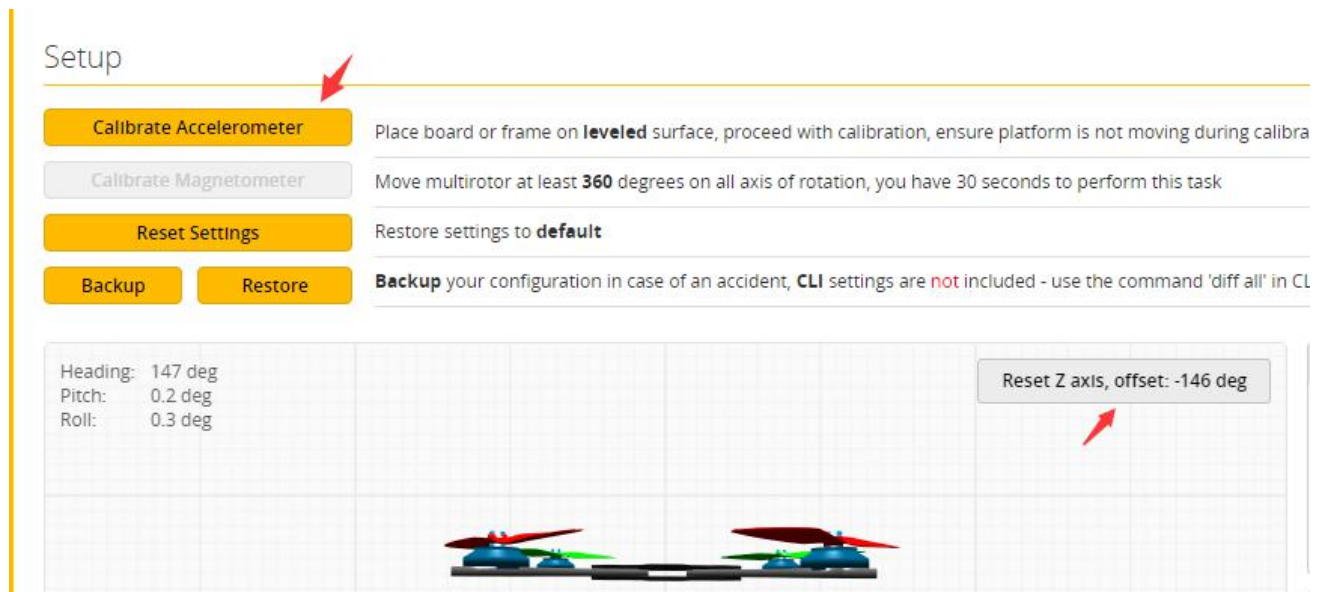 Setup
Calibrate Accelerometer
Place board or frame on leveled surface, proceed with calibration, ensure platform is not moving during calibra
Calibrate Magnetometer
Move multirotor at least 360 degrees on all axis of rotation, you have 30 seconds to perform this task
Reset Settings
Restore settings to default
Backup
Restore
Backup your configuration in case of an accident, CLI settings are not included - use the command 'diff all' in CL
Heading: 147 deg
Pitch: 0.2 deg
Roll: 0.3 deg
Reset Z axis, offset: -146 deg